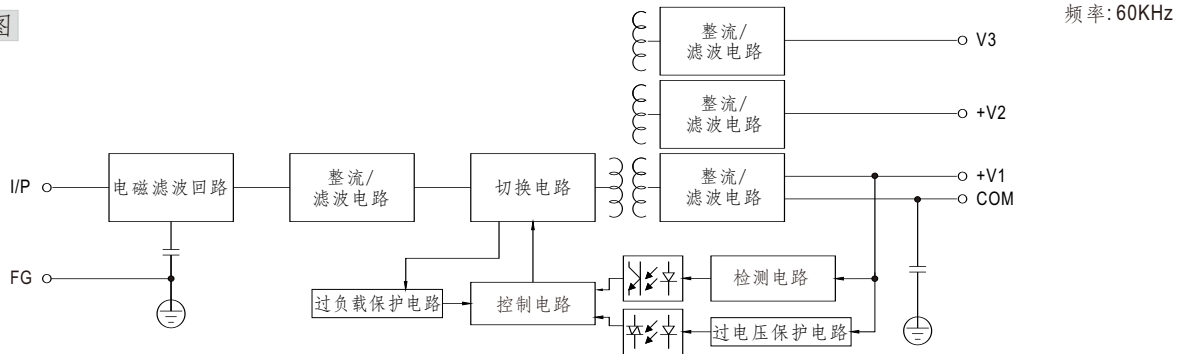 图
频率:60KHz
整流/
滤波电路
V3
整流/
滤波电路
+V2
I/P
电磁滤波回路
整流/
滤波电路
切换电路
整流/
滤波电路
+V1
COM
FG
过负载保护电路
控制电路
检测电路
过电压保护电路